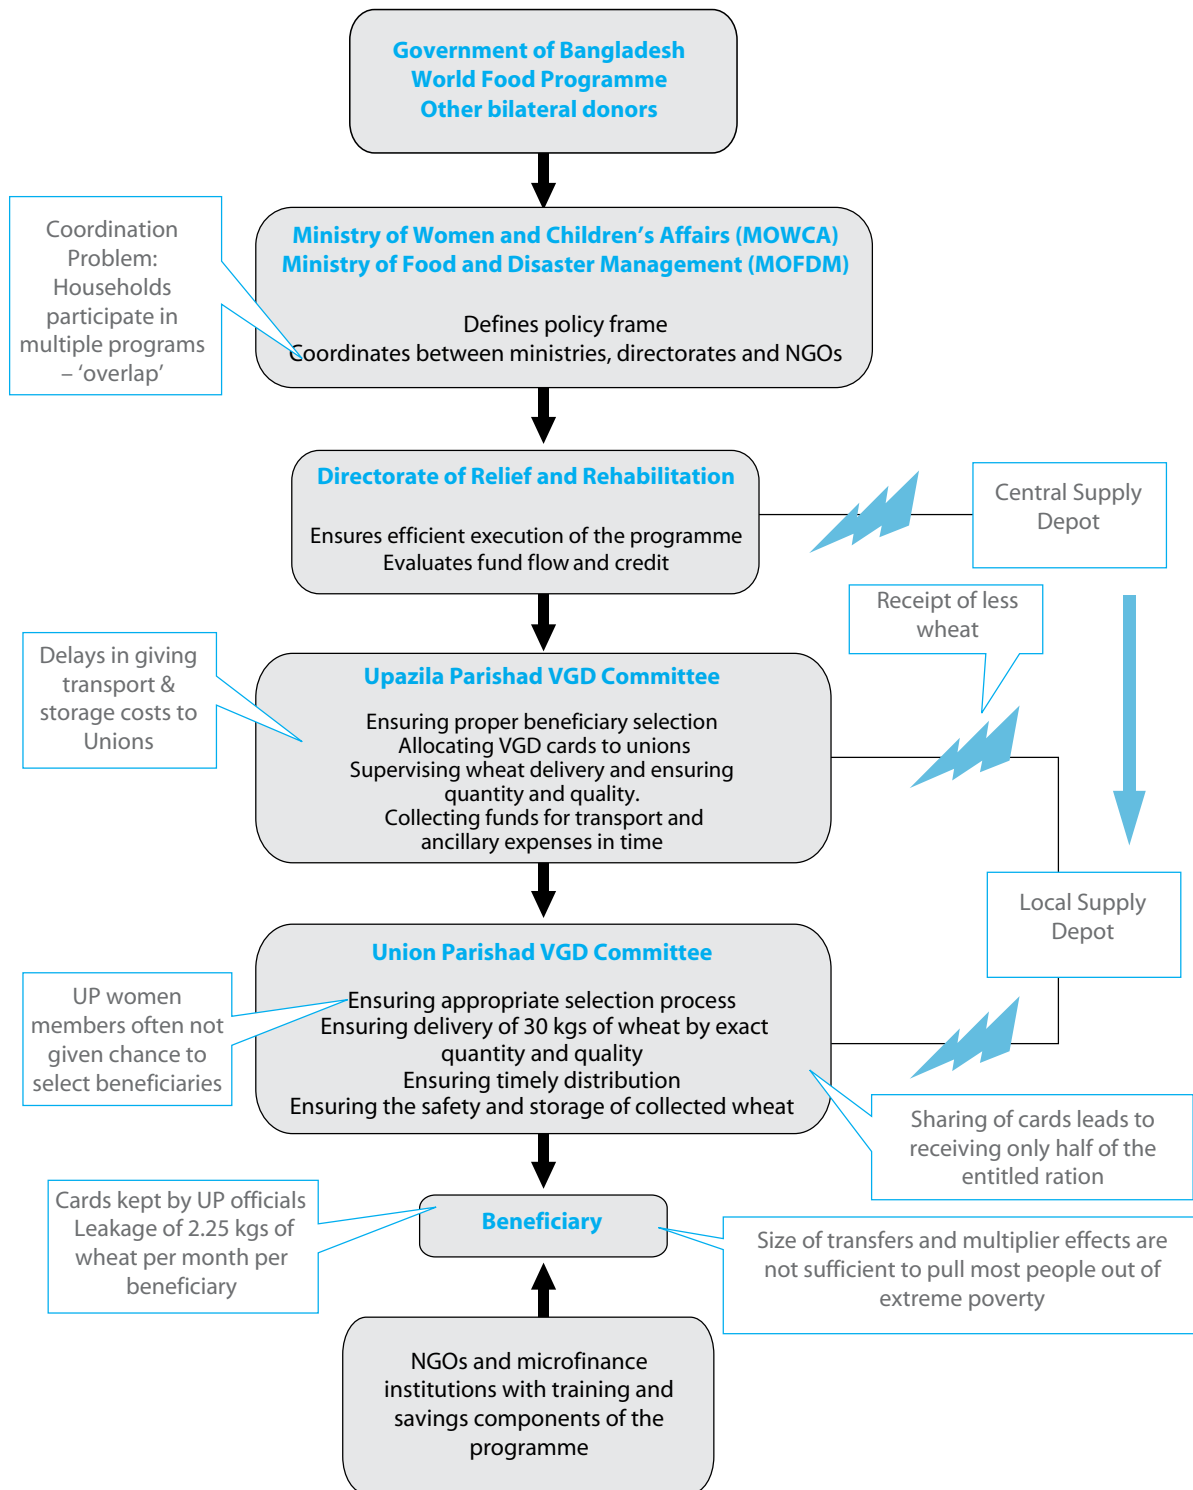 Government of Bangladesh
World Food Programme
Other bilateral donors
Coordination
Problem:
Households
participate in
multiple programs
– ‘overlap’
Ministry of Women and Children’s Affairs (MOWCA)
Ministry of Food and Disaster Management (MOFDM)
Defines policy frame
Coordinates between ministries, directorates and NGOs
Directorate of Relief and Rehabilitation
Ensures efficient execution of the programme
Evaluates fund flow and credit
Central Supply
Depot
Receipt of less
wheat
Delays in giving
transport &
storage costs to
Unions
Upazila Parishad VGD Committee
Ensuring proper beneficiary selection
Allocating VGD cards to unions
Supervising wheat delivery and ensuring
quantity and quality.
Collecting funds for transport and
ancillary expenses in time
Local Supply
Depot
Union Parishad VGD Committee
Ensuring appropriate selection process
Ensuring delivery of 30 kgs of wheat by exact
quantity and quality
Ensuring timely distribution
Ensuring the safety and storage of collected wheat
UP women
members often not
given chance to
select beneficiaries
Sharing of cards leads to
receiving only half of the
entitled ration
Cards kept by UP officials
Leakage of 2.25 kgs of
wheat per month per
beneficiary
Beneficiary
Size of transfers and multiplier effects are
not sufficient to pull most people out of
extreme poverty
NGOs and microfinance
institutions with training and
savings components of the
programme